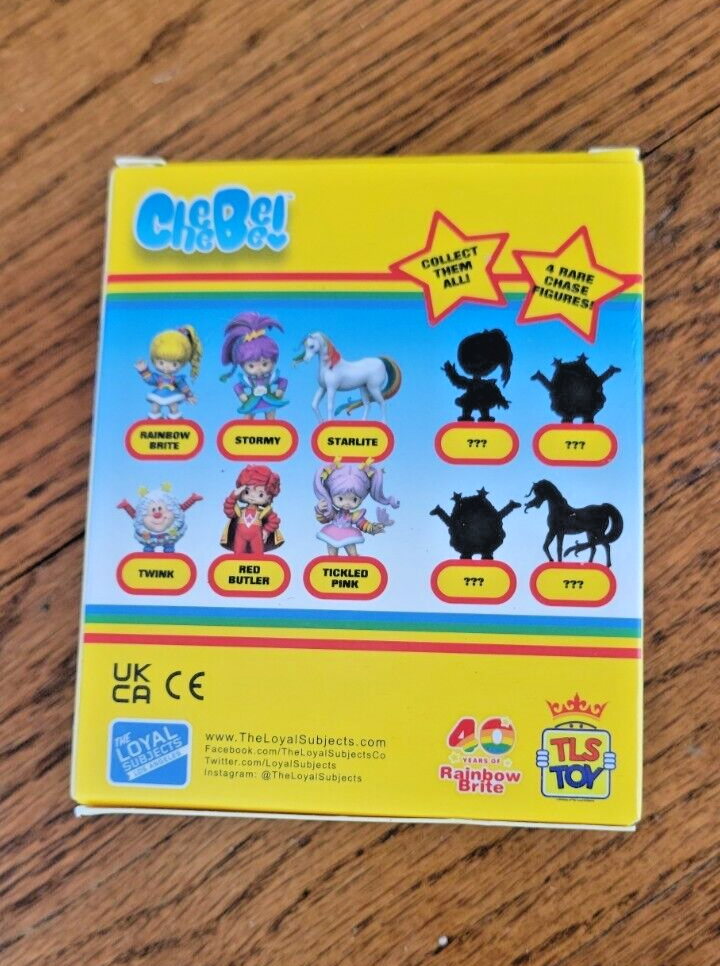 CheeBee!
COLLECT
THEM
ALL!
4 RARE
CHASE
FIGURES!
RAINBOW
BRITE
STORMY
STARLITE
???
???
TWINK
RED
BUTLER
TICKLED
PINK
???
???
UK
CA CE
THE
LOYAL
SUBJECTS
LOS ANGELES
www.TheLoyalSubjects.com
Facebook.com/TheLoyalSubjectsCo
Twitter.com/LoyalSubjects
Instagram: @TheLoyalSubjects
40
YEARS OF
Rainbow
Brite
TLS
TOY